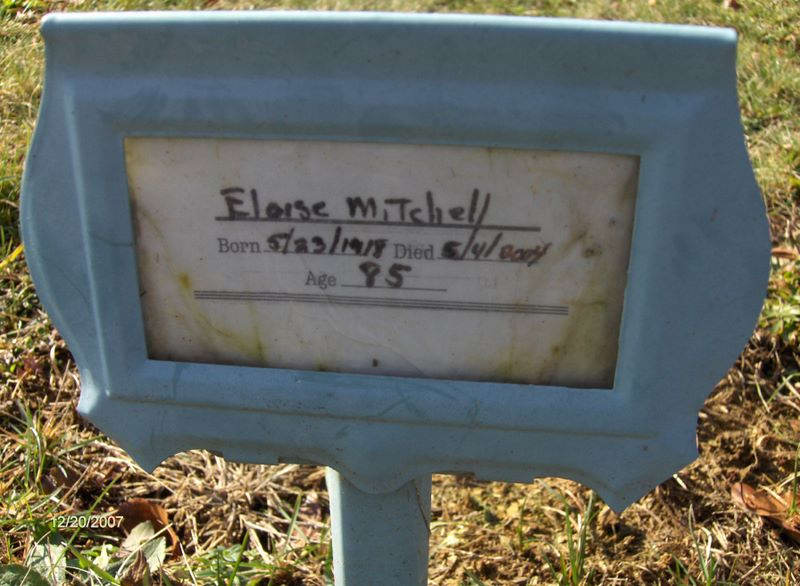 Eloise Mitchell
Born 5/23/1918 Died 5/4/2004
Age 85
12/20/2007